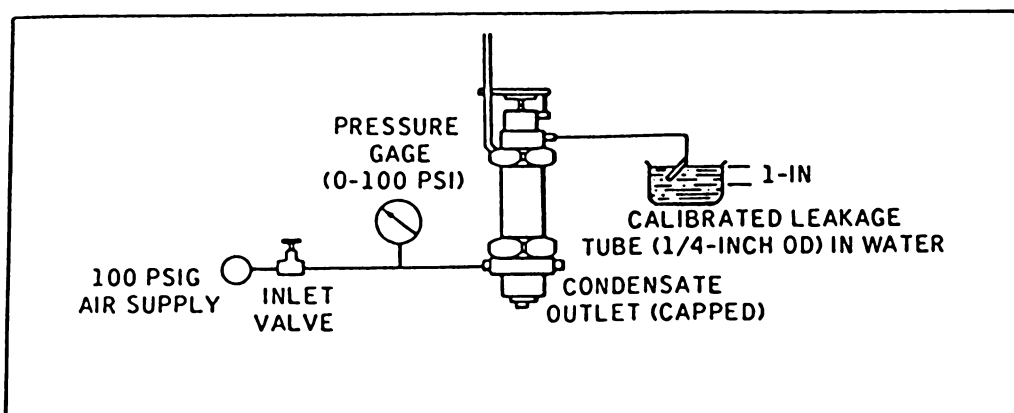 PRESSURE
GAGE
(0-100 PSI)
1-IN
CALIBRATED LEAKAGE
TUBE (1/4-INCH OD) IN WATER
100 PSIG
AIR SUPPLY
INLET
VALVE
CONDENSATE
OUTLET (CAPPED)